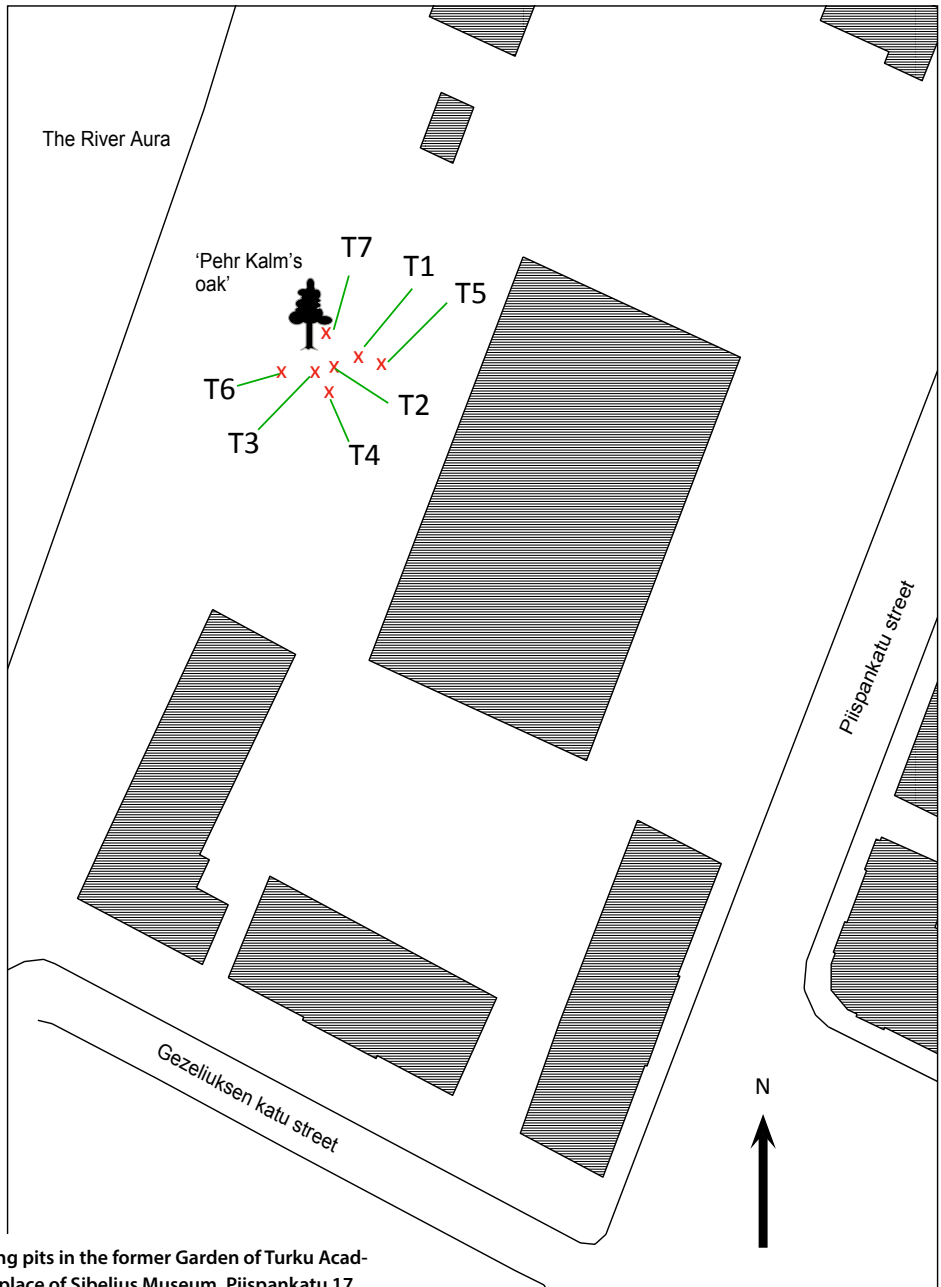 The River Aura
'Pehr Kalm's
oak'
T7
T1
T5
T6
T2
T3
T4
Piispankatu street
Gezeliuksen katu street
N
ng pits in the former Garden of Turku Acad-
place of Sibelius Museum, Piispankatu 17